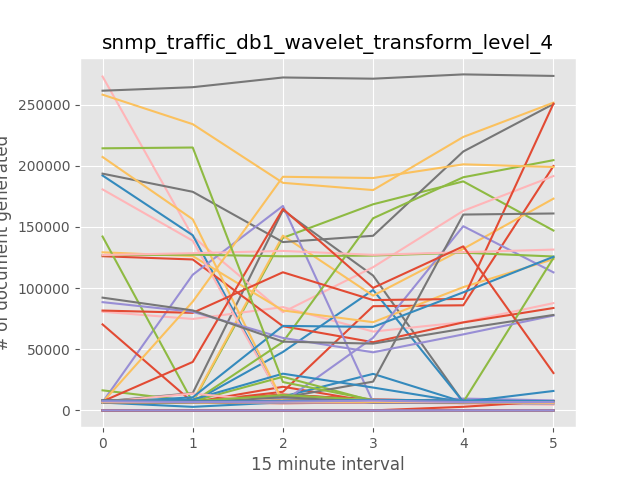 snmp_traffic_db1_wavelet_transform_level_4
# of document generated
250000
200000
150000
100000
50000
0
0 1 2 3 4 5
15 minute interval